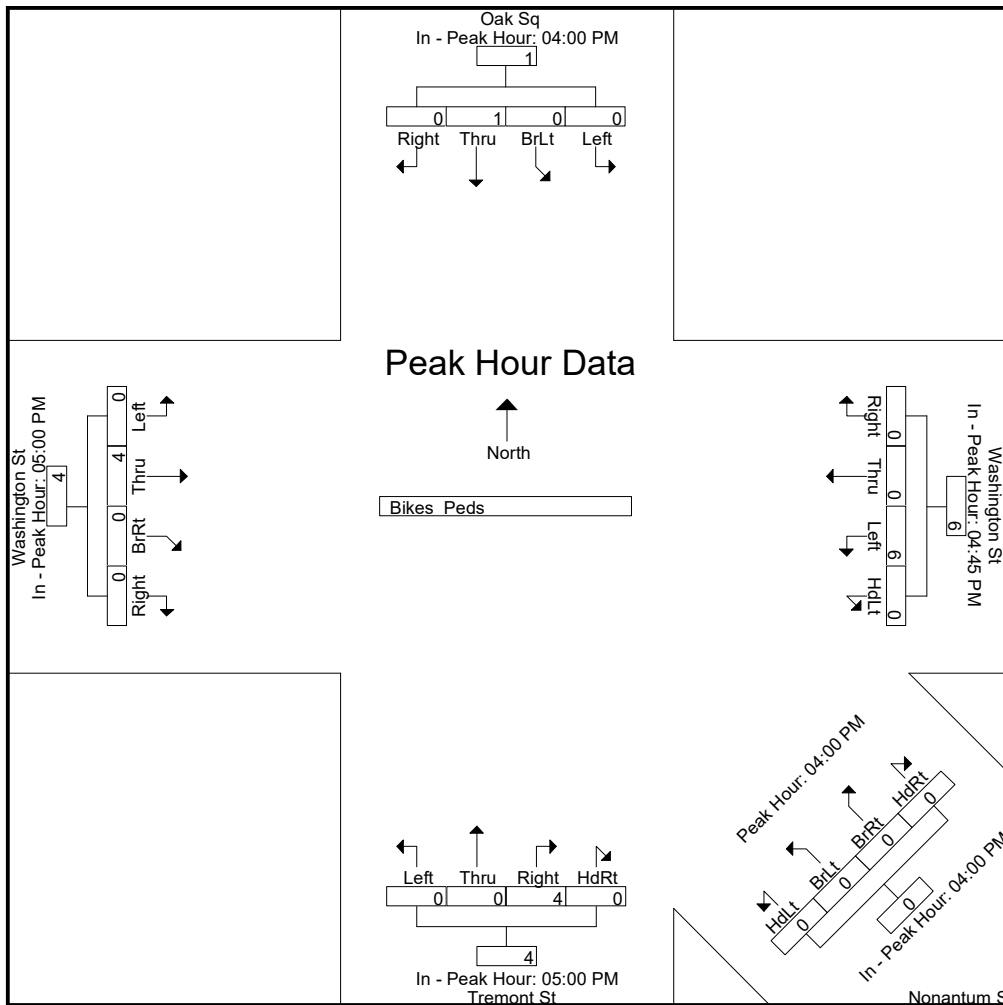 Oak Sq
In - Peak Hour: 04:00 PM
1
0 1 0 0
Right Thru BrLt Left
Peak Hour Data
North
Bikes Peds
Washington St
In - Peak Hour: 05:00 PM
4
0 4 0 0
Left Thru BrRt Right
Washington St
In - Peak Hour: 04:45 PM
6
0 0 6 0
Right Thru Left HdLt
Peak Hour: 04:00 PM
HdLt BrLt BrRt HdRt
0 0 0 0
0
In - Peak Hour: 04:00 PM
Nonantum S
Left Thru Right HdRt
0 0 4 0
4
In - Peak Hour: 05:00 PM
Tremont St